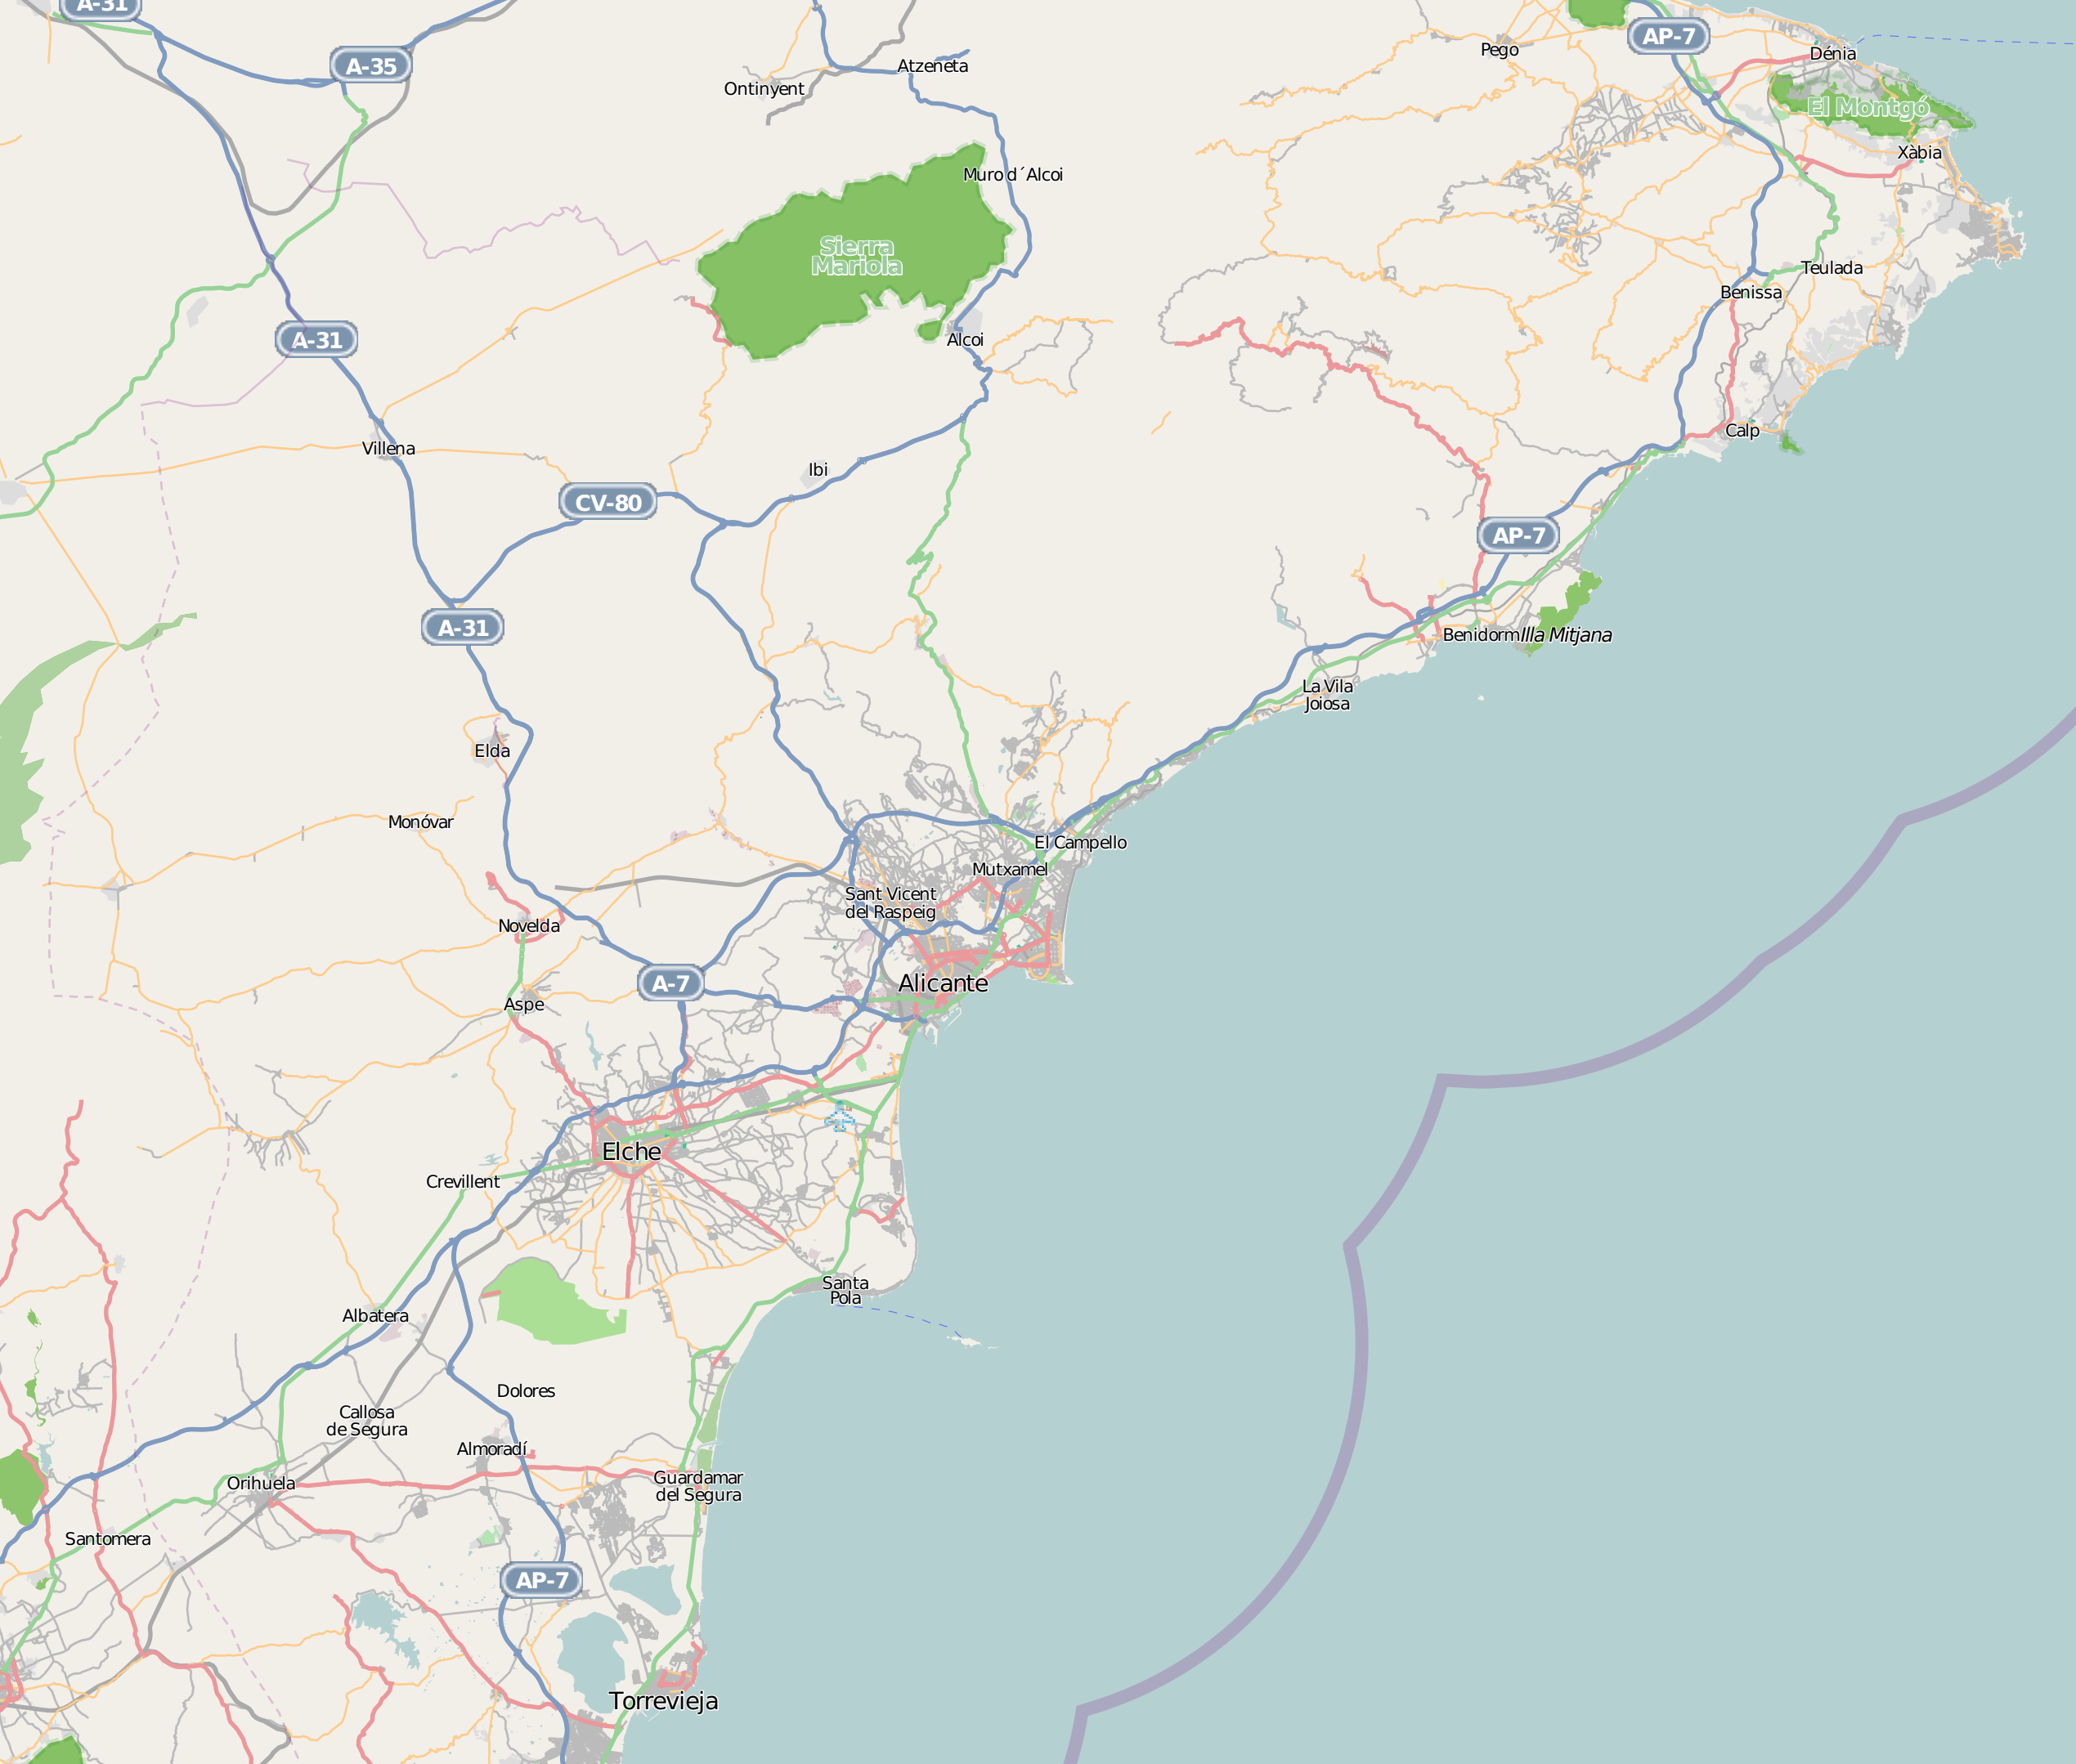 A-31
A-35
Atzeneta
Ontinyent
Pego
AP-7
Dénia
El Montgó
Xàbia
Muro d´Alcoi
Sierra
Mariola
Teulada
Benissa
A-31
Alcoi
Calp
Villena
Ibi
CV-80
AP-7
A-31
Benidorm
Illa Mitjana
La Vila
Joiosa
Elda
Monóvar
El Campello
Mutxamel
Sant Vicent
del Raspeig
Novelda
A-7
Alicante
Aspe
Elche
Crevillent
Santa
Pola
Albatera
Dolores
Callosa
de Segura
Almoradí
Orihuela
Guardamar
del Segura
Santomera
AP-7
Torrevieja